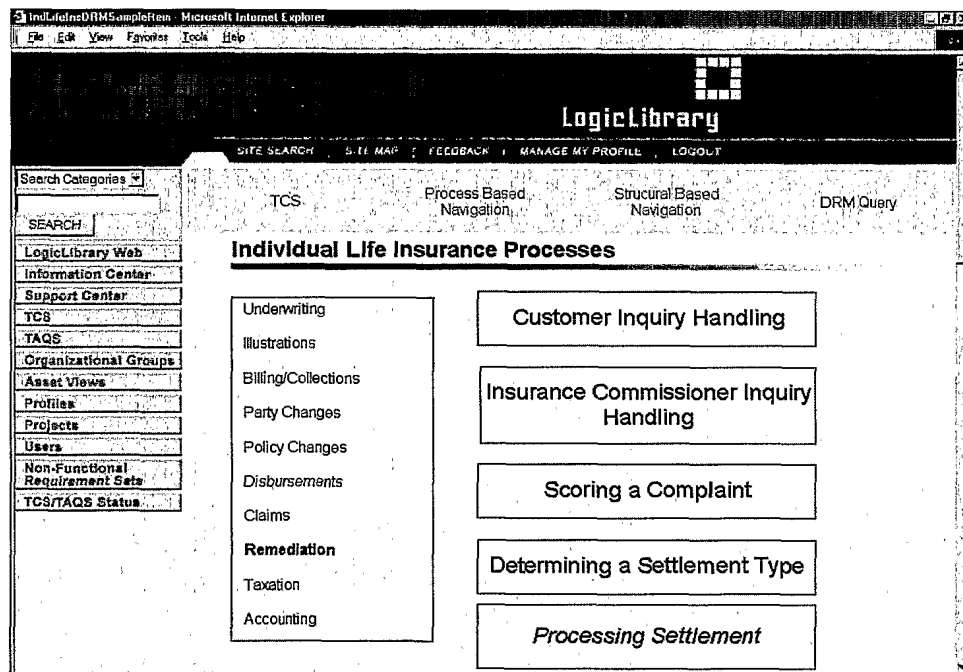 IndLifeInsDRMSampleRem - Microsoft Internet Explorer
File Edit View Favorites Tools Help
LogicLibrary
SITE SEARCH | SITE MAP | FEEDBACK | MANAGE MY PROFILE | LOGOUT
Search Categories
SEARCH
TCS
Process Based
Navigation
Strucural Based
Navigation
DRM Query
LogicLibrary Web
Information Center
Support Center
TCS
TAQS
Organizational Groups
Asset Views
Profiles
Projects
Users
Non-Functional
Requirement Sets
TCS/TAQS Status
Individual Life Insurance Processes
Underwriting
Illustrations
Billing/Collections
Party Changes
Policy Changes
Disbursements
Claims
Remediation
Taxation
Accounting
Customer Inquiry Handling
Insurance Commissioner Inquiry
Handling
Scoring a Complaint
Determining a Settlement Type
Processing Settlement